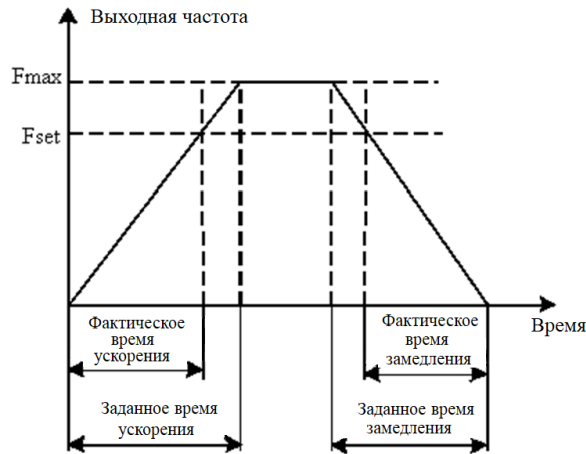 Выходная частота
Fmax
Fset
Время
Фактическое
время
ускорения
Фактическое
время
замедления
Заданное время
ускорения
Заданное время
замедления